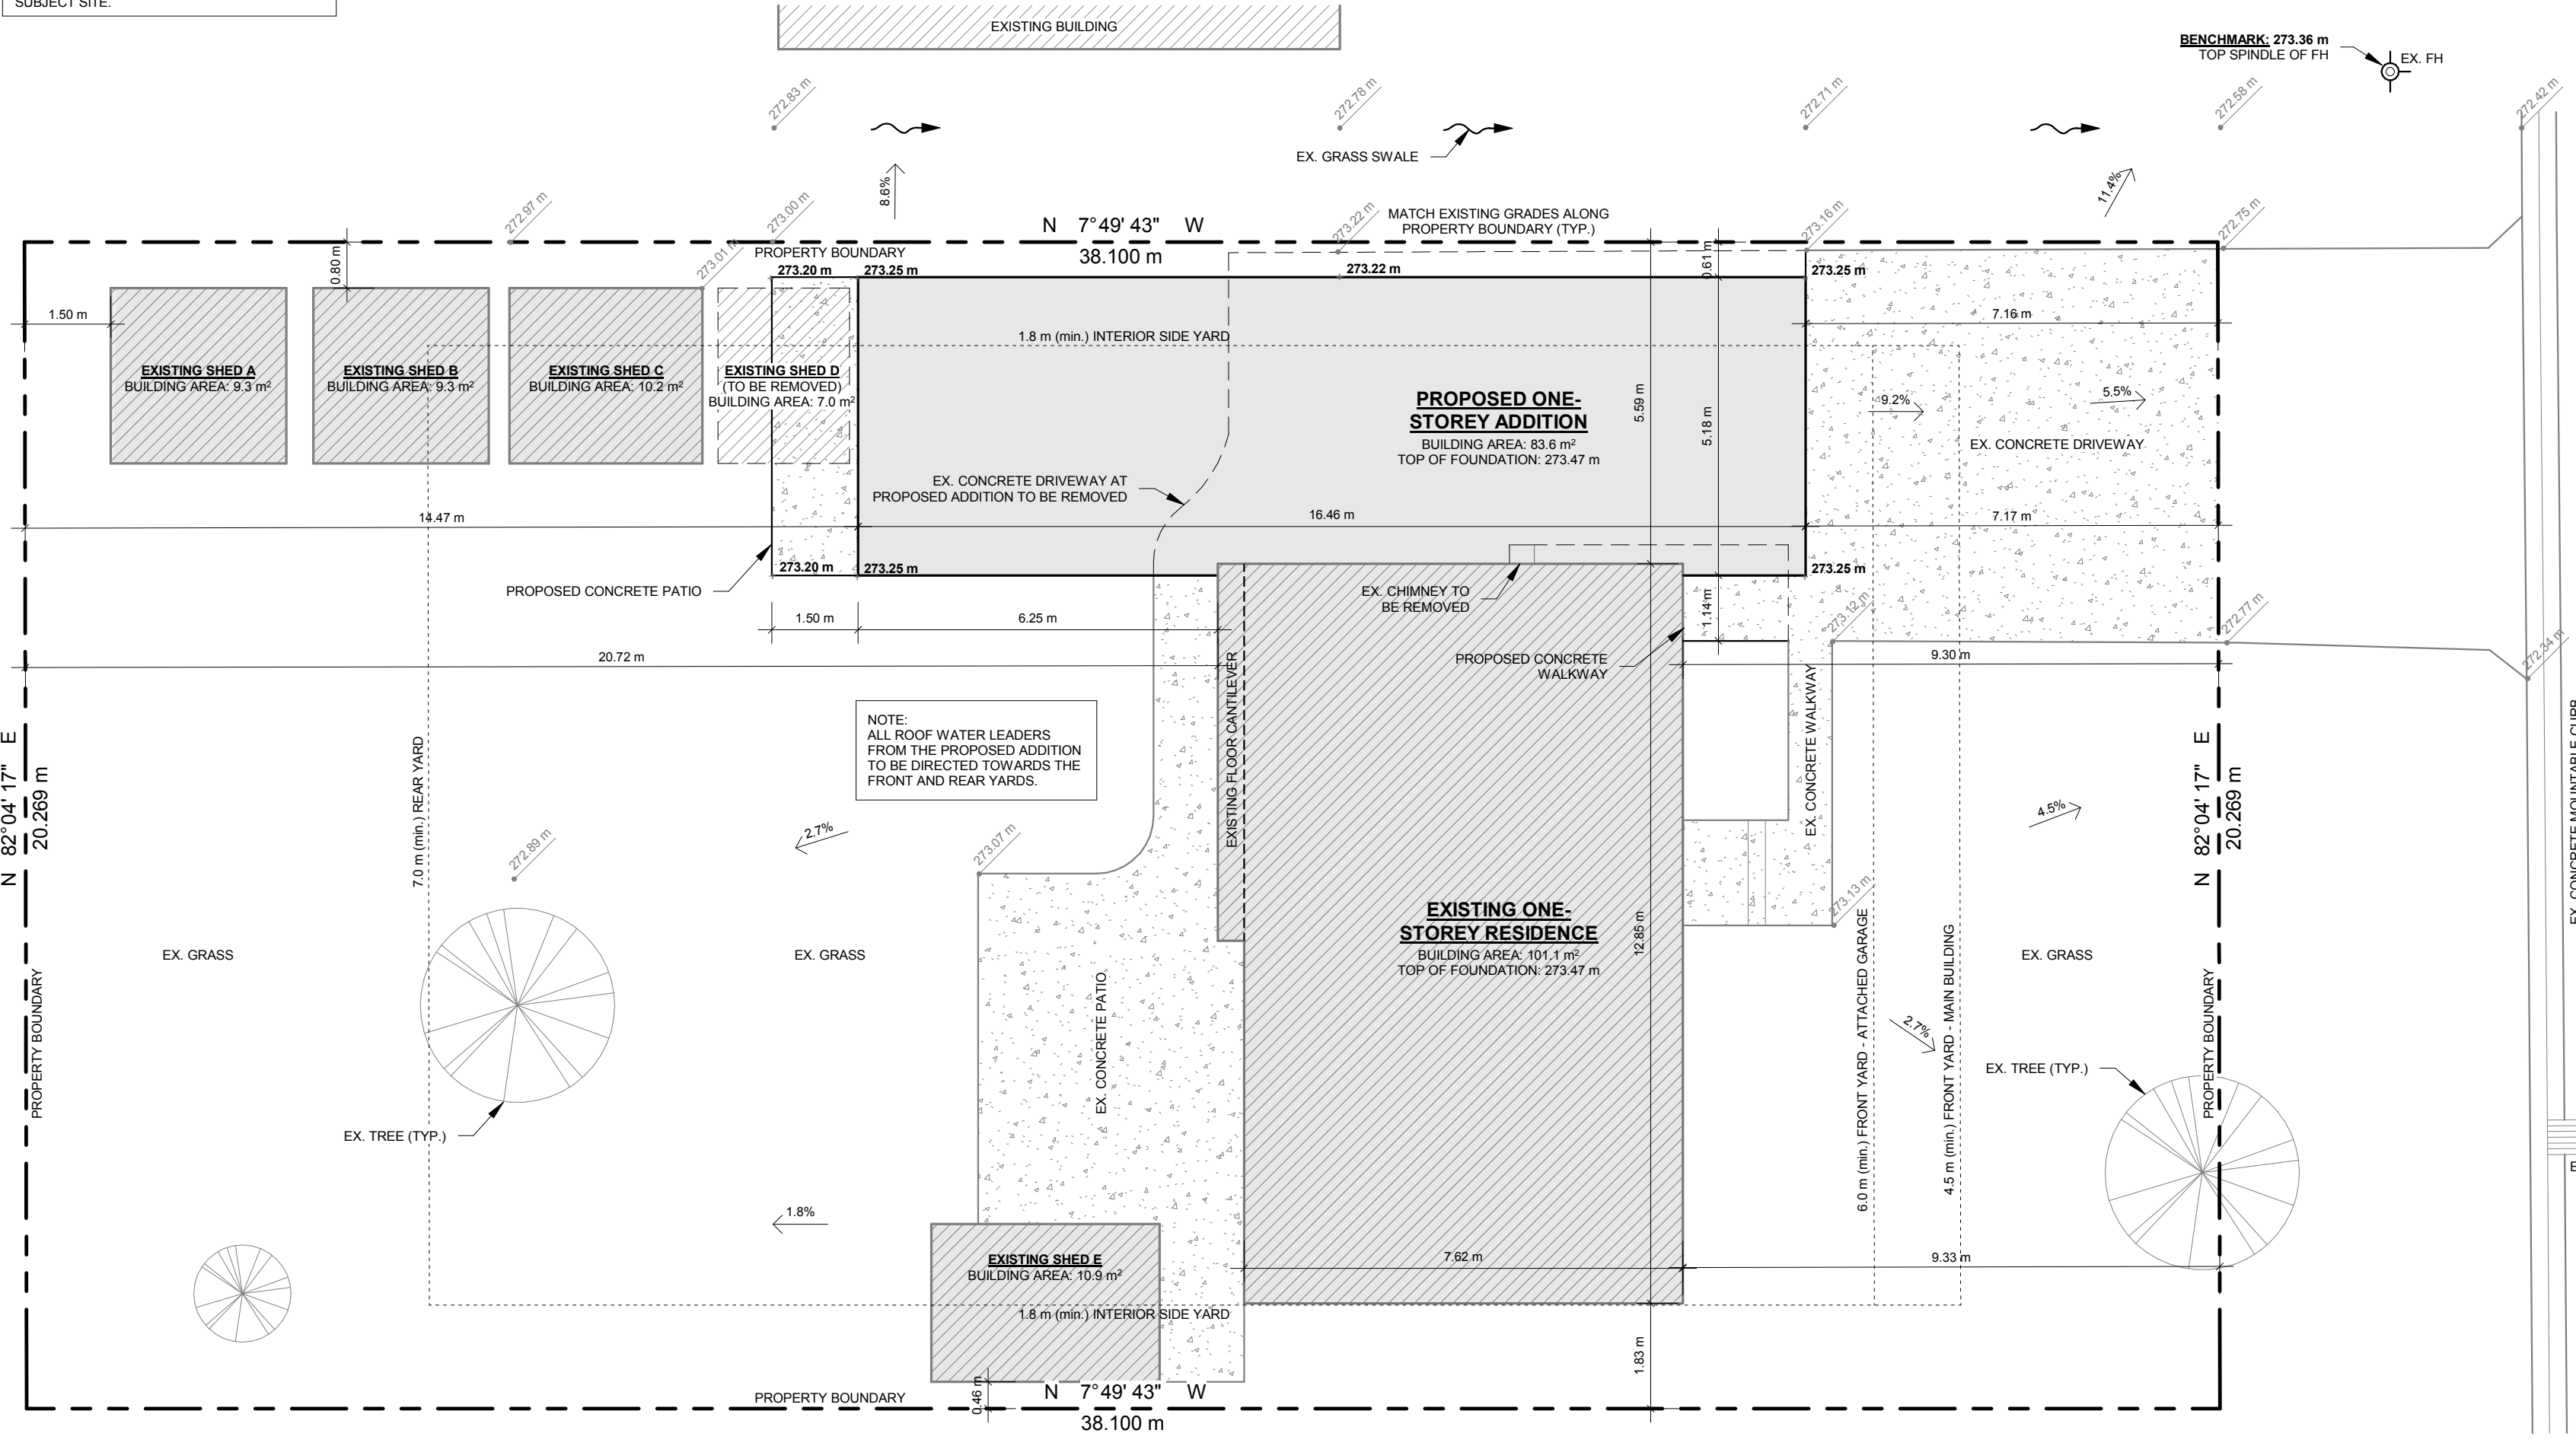 SUBJECT SITE.
EXISTING BUILDING
BENCHMARK: 273.36 m
TOP SPINDLE OF FH
EX. FH
272.83 m
272.78 m
272.71 m
272.58 m
272.42 m
EX. GRASS SWALE
8.6%
11.4%
272.97 m
273.00 m
273.22 m
273.16 m
272.75 m
MATCH EXISTING GRADES ALONG
PROPERTY BOUNDARY (TYP.)
N 7°49' 43" W
38.100 m
PROPERTY BOUNDARY
0.80 m
273.01 m
273.20 m
273.25 m
273.22 m
0.61 m
273.25 m
1.50 m
7.16 m
1.8 m (min.) INTERIOR SIDE YARD
EXISTING SHED A
BUILDING AREA: 9.3 m²
EXISTING SHED B
BUILDING AREA: 9.3 m²
EXISTING SHED C
BUILDING AREA: 10.2 m²
EXISTING SHED D
(TO BE REMOVED)
BUILDING AREA: 7.0 m²
PROPOSED ONE-
STOREY ADDITION
BUILDING AREA: 83.6 m²
TOP OF FOUNDATION: 273.47 m
5.59 m
5.18 m
9.2%
5.5%
EX. CONCRETE DRIVEWAY
EX. CONCRETE DRIVEWAY AT
PROPOSED ADDITION TO BE REMOVED
14.47 m
16.46 m
7.17 m
273.20 m
273.25 m
273.25 m
PROPOSED CONCRETE PATIO
EX. CHIMNEY TO
BE REMOVED
1.14 m
273.12 m
272.77 m
272.34 m
1.50 m
6.25 m
20.72 m
9.30 m
PROPOSED CONCRETE
WALKWAY
EXISTING FLOOR CANTILEVER
EX. CONCRETE WALKWAY
NOTE:
ALL ROOF WATER LEADERS
FROM THE PROPOSED ADDITION
TO BE DIRECTED TOWARDS THE
FRONT AND REAR YARDS.
N 82°04' 17" E
20.269 m
7.0 m (min.) REAR YARD
2.7%
272.89 m
273.07 m
4.5%
N 82°04' 17" E
20.269 m
EX. CONCRETE MOUNTABLE CURB
273.13 m
EXISTING ONE-
STOREY RESIDENCE
BUILDING AREA: 101.1 m²
TOP OF FOUNDATION: 273.47 m
12.85 m
EX. GRASS
EX. GRASS
EX. GRASS
PROPERTY BOUNDARY
EX. CONCRETE PATIO
6.0 m (min.) FRONT YARD - ATTACHED GARAGE
4.5 m (min.) FRONT YARD - MAIN BUILDING
PROPERTY BOUNDARY
2.7%
EX. TREE (TYP.)
EX. TREE (TYP.)
1.8%
EXISTING SHED E
BUILDING AREA: 10.9 m²
7.62 m
9.33 m
1.8 m (min.) INTERIOR SIDE YARD
1.83 m
0.46 m
PROPERTY BOUNDARY
N 7°49' 43" W
38.100 m